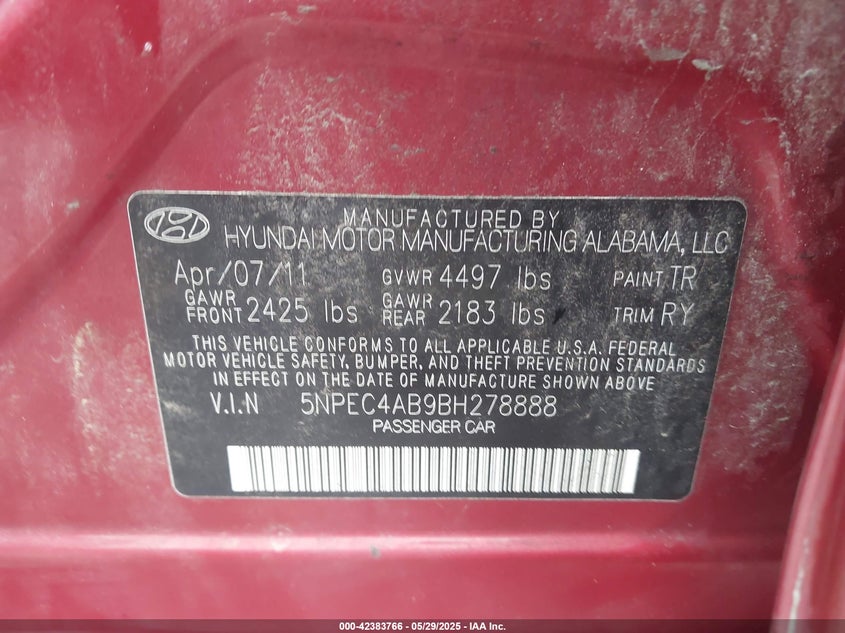 MANUFACTURED BY
HYUNDAI MOTOR MANUFACTURING ALABAMA, LLC
Apr/07/11 GVWR 4497 lbs PAINT TR
GAWR FRONT 2425 lbs GAWR REAR 2183 lbs TRIM RY
THIS VEHICLE CONFORMS TO ALL APPLICABLE U.S.A. FEDERAL
MOTOR VEHICLE SAFETY, BUMPER, AND THEFT PREVENTION STANDARDS
IN EFFECT ON THE DATE OF MANUFACTURE SHOWN ABOVE
V.I.N 5NPEC4AB9BH278888
PASSENGER CAR
000-42383766 - 05/29/2025 - IAA Inc.